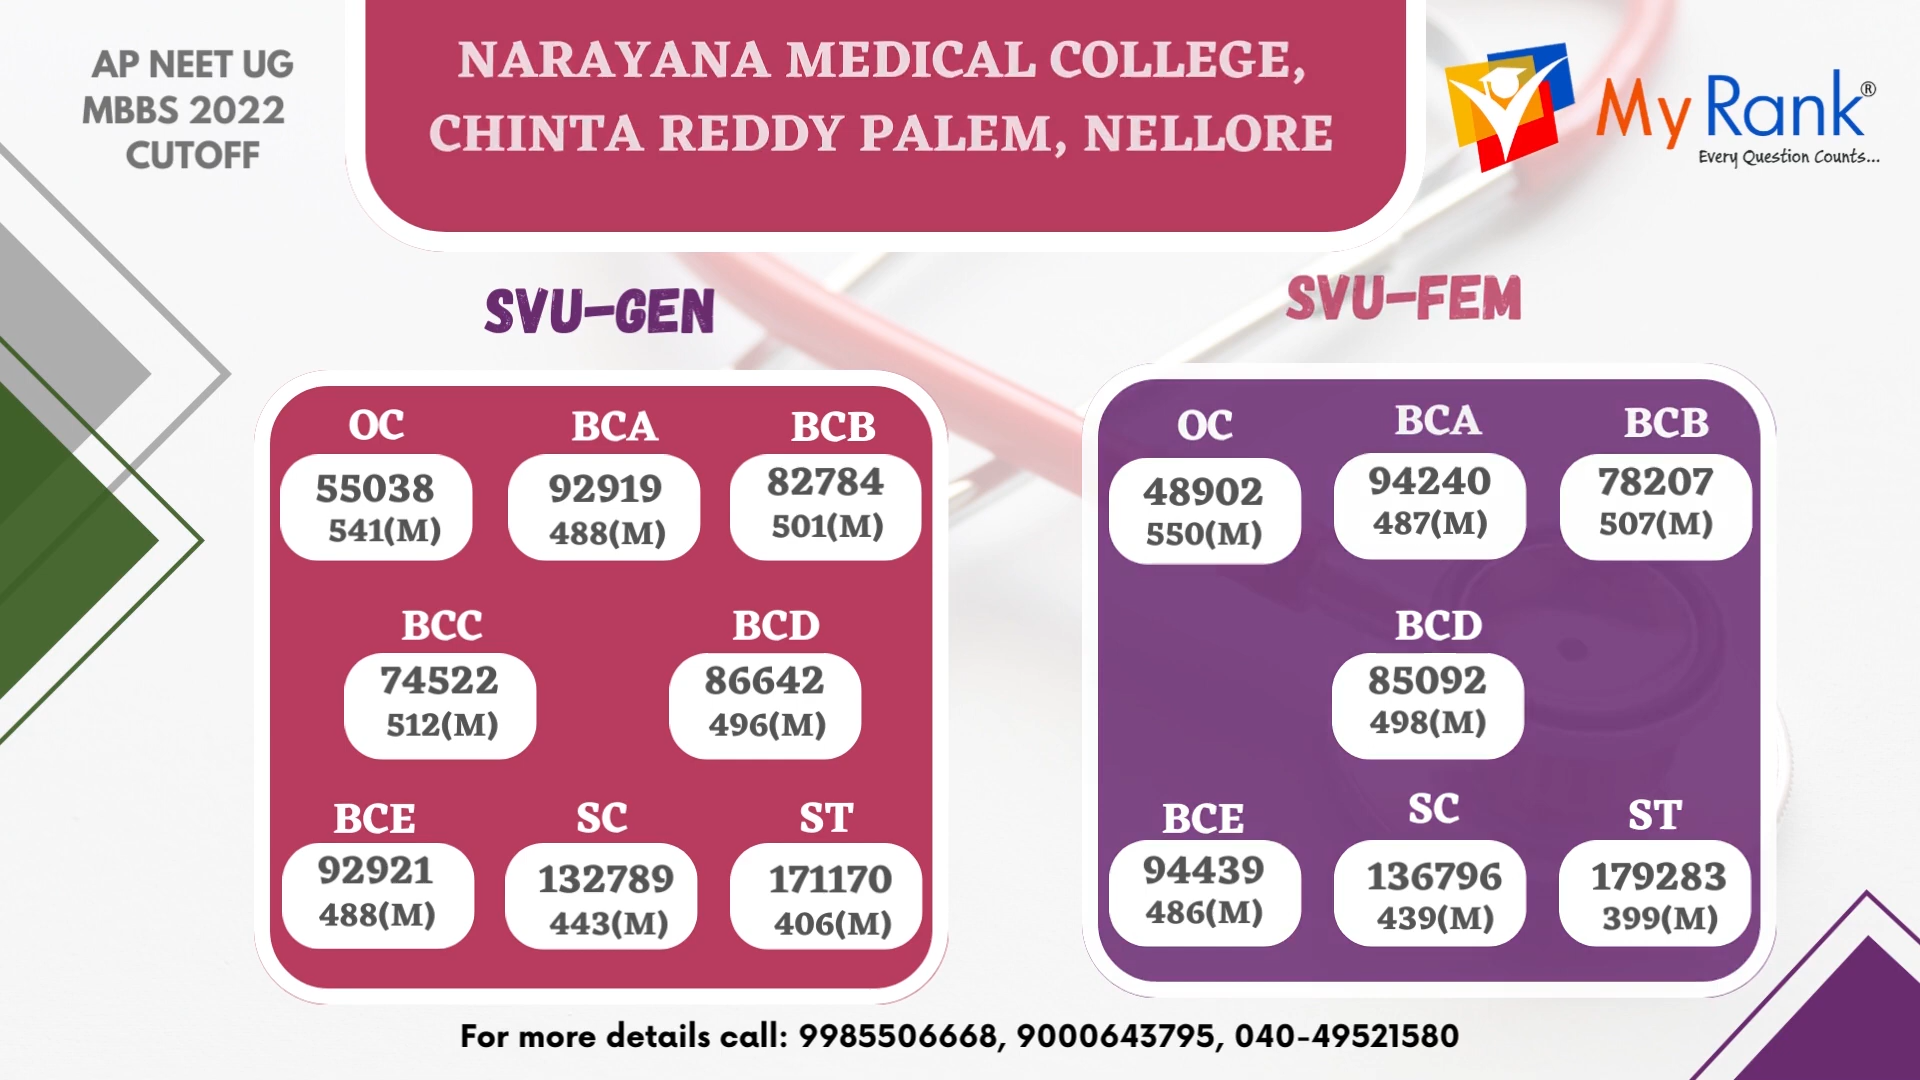 AP NEET UG
MBBS 2022
CUTOFF
NARAYANA MEDICAL COLLEGE,
CHINTA REDDY PALEM, NELLORE
My Rank®
Every Question Counts...
SVU-GEN
OC BCA BCB
55038 92919 82784
541(M) 488(M) 501(M)
BCC BCD
74522 86642
512(M) 496(M)
BCE SC ST
92921 132789 171170
488(M) 443(M) 406(M)
SVU-FEM
OC BCA BCB
48902 94240 78207
550(M) 487(M) 507(M)
BCD
85092
498(M)
BCE SC ST
94439 136796 179283
486(M) 439(M) 399(M)
For more details call: 9985506668, 9000643795, 040-49521580